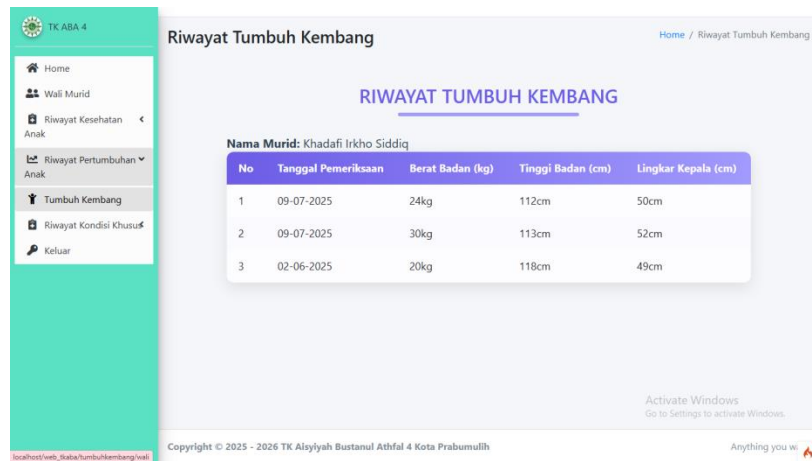 TK ABA 4
Home
Wali Murid
Riwayat Kesehatan
Anak
Riwayat Pertumbuhan
Anak
Tumbuh Kembang
Riwayat Kondisi Khusus
Keluar
localhost/web_tkaba/tumbuhkembang/wali
Riwayat Tumbuh Kembang
Home / Riwayat Tumbuh Kembang
RIWAYAT TUMBUH KEMBANG
Nama Murid: Khadafi Irkho Siddiq
No Tanggal Pemeriksaan Berat Badan (kg) Tinggi Badan (cm) Lingkar Kepala (cm)
1 09-07-2025 24kg 112cm 50cm
2 09-07-2025 30kg 113cm 52cm
3 02-06-2025 20kg 118cm 49cm
Activate Windows
Go to Settings to activate Windows.
Copyright © 2025 - 2026 TK Aisyiyah Bustanul Athfal 4 Kota Prabumulih
Anything you